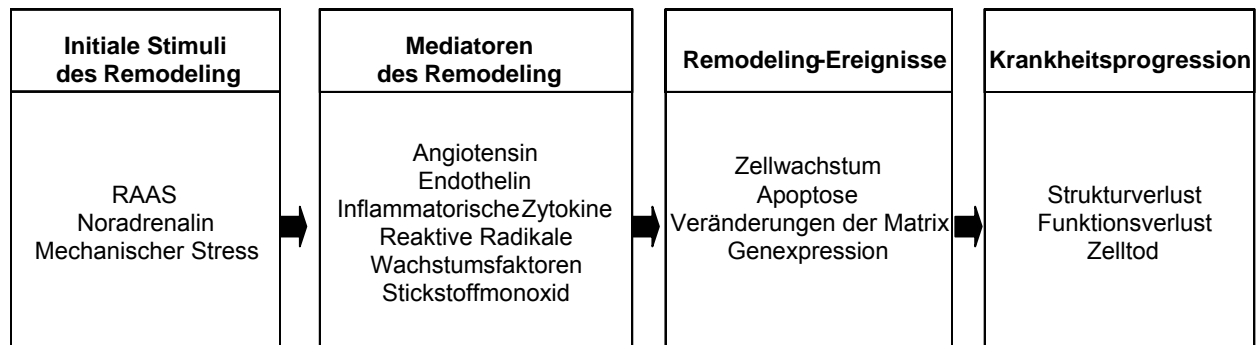 Initiale Stimuli
des Remodeling
RAAS
Noradrenalin
Mechanischer Stress
Mediatoren
des Remodeling
Angiotensin
Endothelin
Inflammatorische Zytokine
Reaktive Radikale
Wachstumsfaktoren
Stickstoffmonoxid
Remodeling-Ereignisse
Zellwachstum
Apoptose
Veränderungen der Matrix
Genexpression
Krankheitsprogression
Strukturverlust
Funktionsverlust
Zelltod